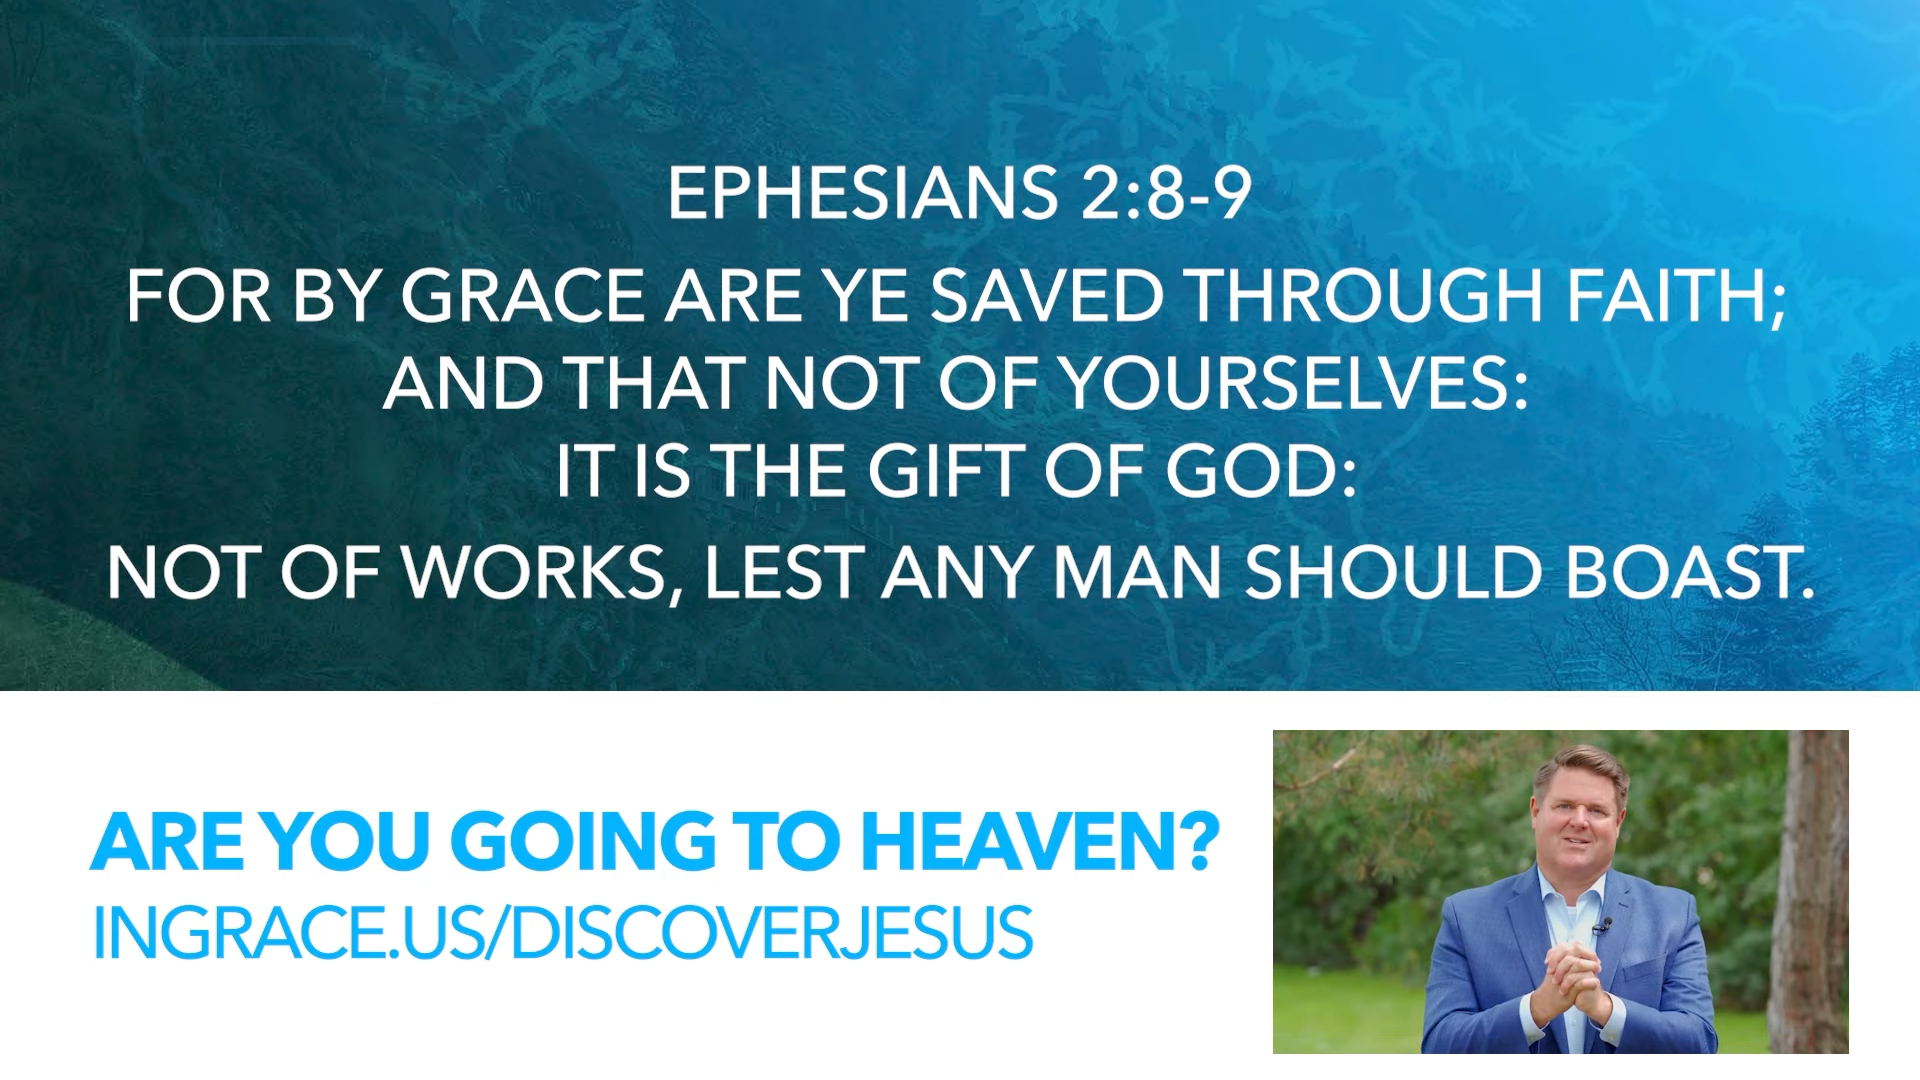 EPHESIANS 2:8-9
FOR BY GRACE ARE YE SAVED THROUGH FAITH;
AND THAT NOT OF YOURSELVES:
IT IS THE GIFT OF GOD:
NOT OF WORKS, LEST ANY MAN SHOULD BOAST.
ARE YOU GOING TO HEAVEN?
INGRACE.US/DISCOVERJESUS